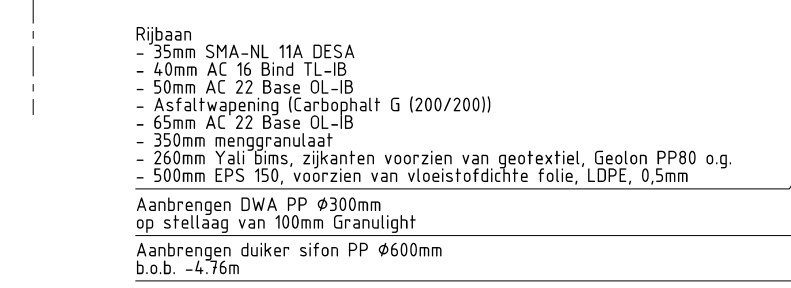 Rijbaan
- 35mm SMA-NL 11A DESA
- 40mm AC 16 Bind TL-IB
- 50mm AC 22 Base OL-IB
- Asfaltwapening (Carbophalt G (200/200))
- 65mm AC 22 Base OL-IB
- 350mm menggranulaat
- 260mm Yali bims, zijkanten voorzien van geotextiel, Geolon PP80 o.g.
- 500mm EPS 150, voorzien van vloeistofdichte folie, LDPE, 0,5mm
Aanbrengen DWA PP Ø300mm
op stellaag van 100mm Granulight
Aanbrengen duiker sifon PP Ø600mm
b.o.b. -4.76m